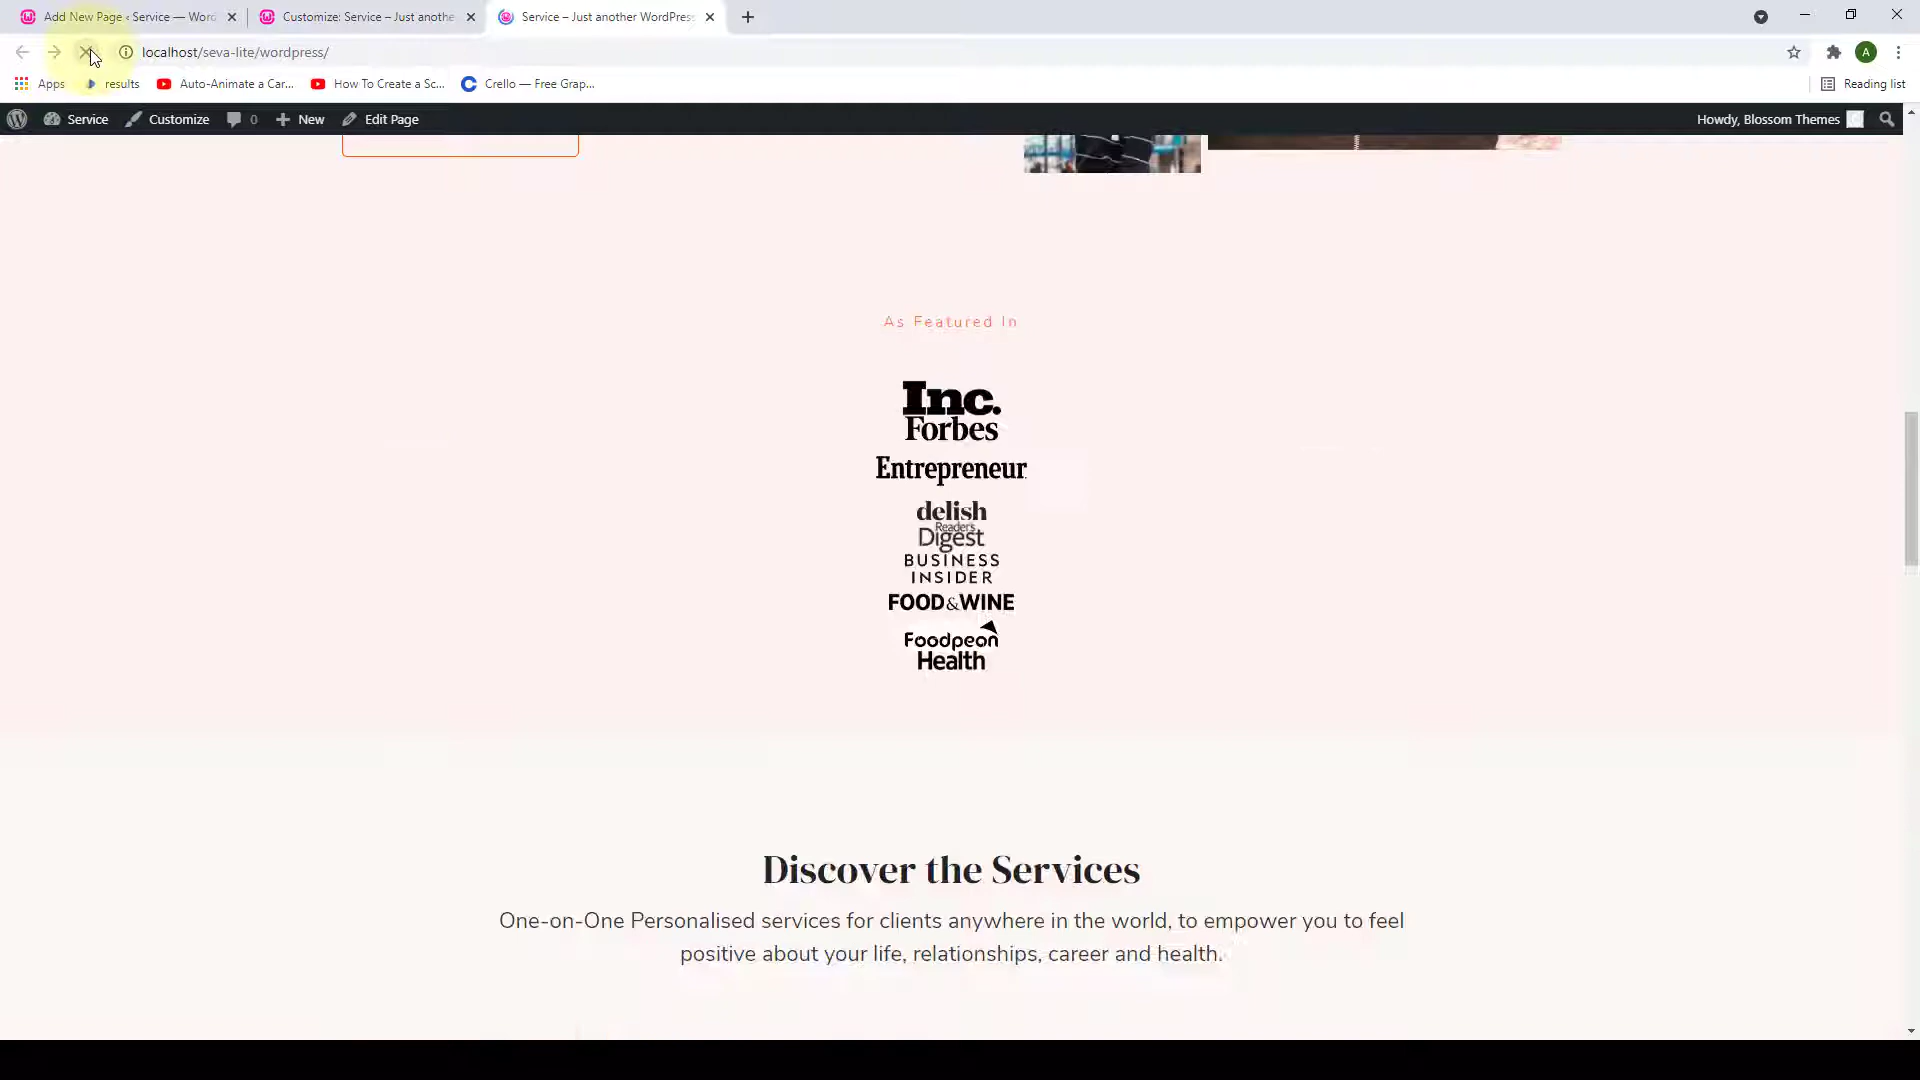 Add New Page ‹ Service — Word
Customize: Service – Just anothe
Service – Just another WordPress
localhost/seva-lite/wordpress/
A
Apps
results
Auto-Animate a Car...
How To Create a Sc...
Crello — Free Grap...
Reading list
Service
Customize
0
New
Edit Page
Howdy, Blossom Themes
As Featured In
Inc.
Forbes
Entrepreneur
delish
Reader's
Digest
BUSINESS
INSIDER
FOOD&WINE
Foodpeon
Health
Discover the Services
One-on-One Personalised services for clients anywhere in the world, to empower you to feel
positive about your life, relationships, career and health.